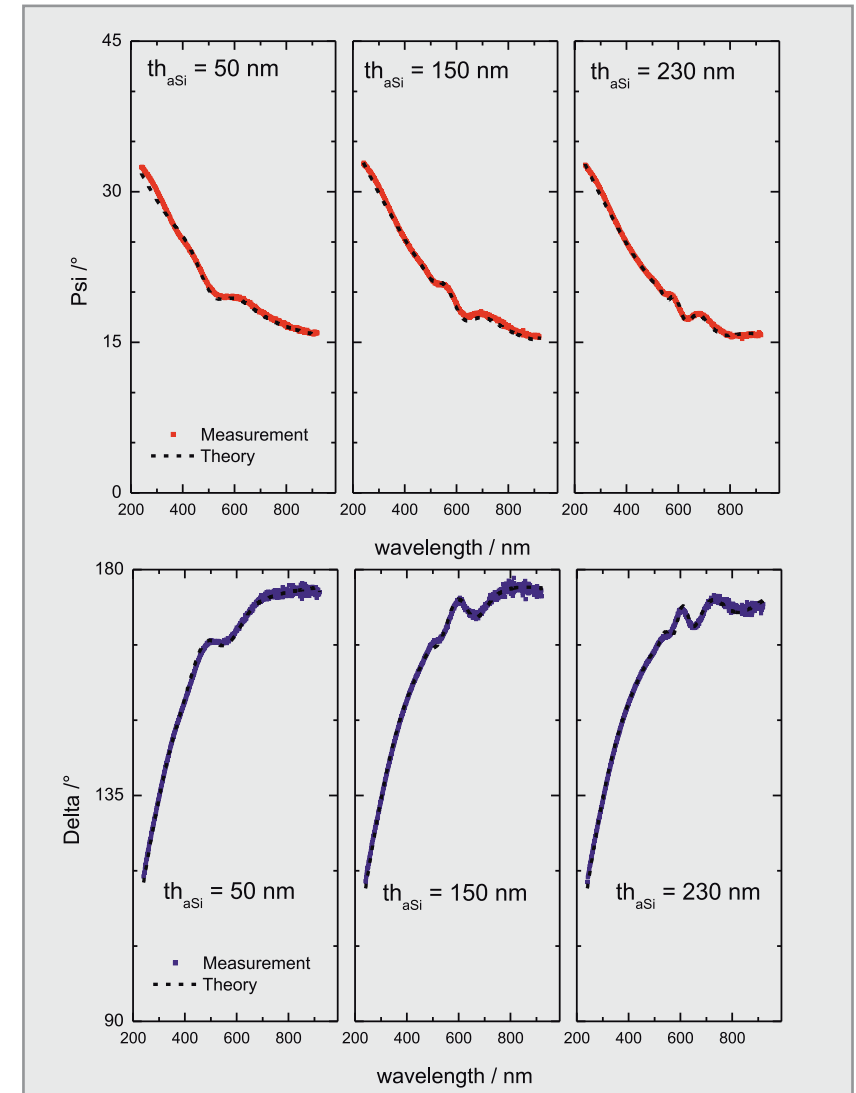 45
30
15
0
Psi /°
th_aSi = 50 nm
th_aSi = 150 nm
th_aSi = 230 nm
Measurement
Theory
200 400 600 800 200 400 600 800 200 400 600 800
wavelength / nm
180
135
90
Delta /°
th_aSi = 50 nm
th_aSi = 150 nm
th_aSi = 230 nm
Measurement
Theory
200 400 600 800 200 400 600 800 200 400 600 800
wavelength / nm